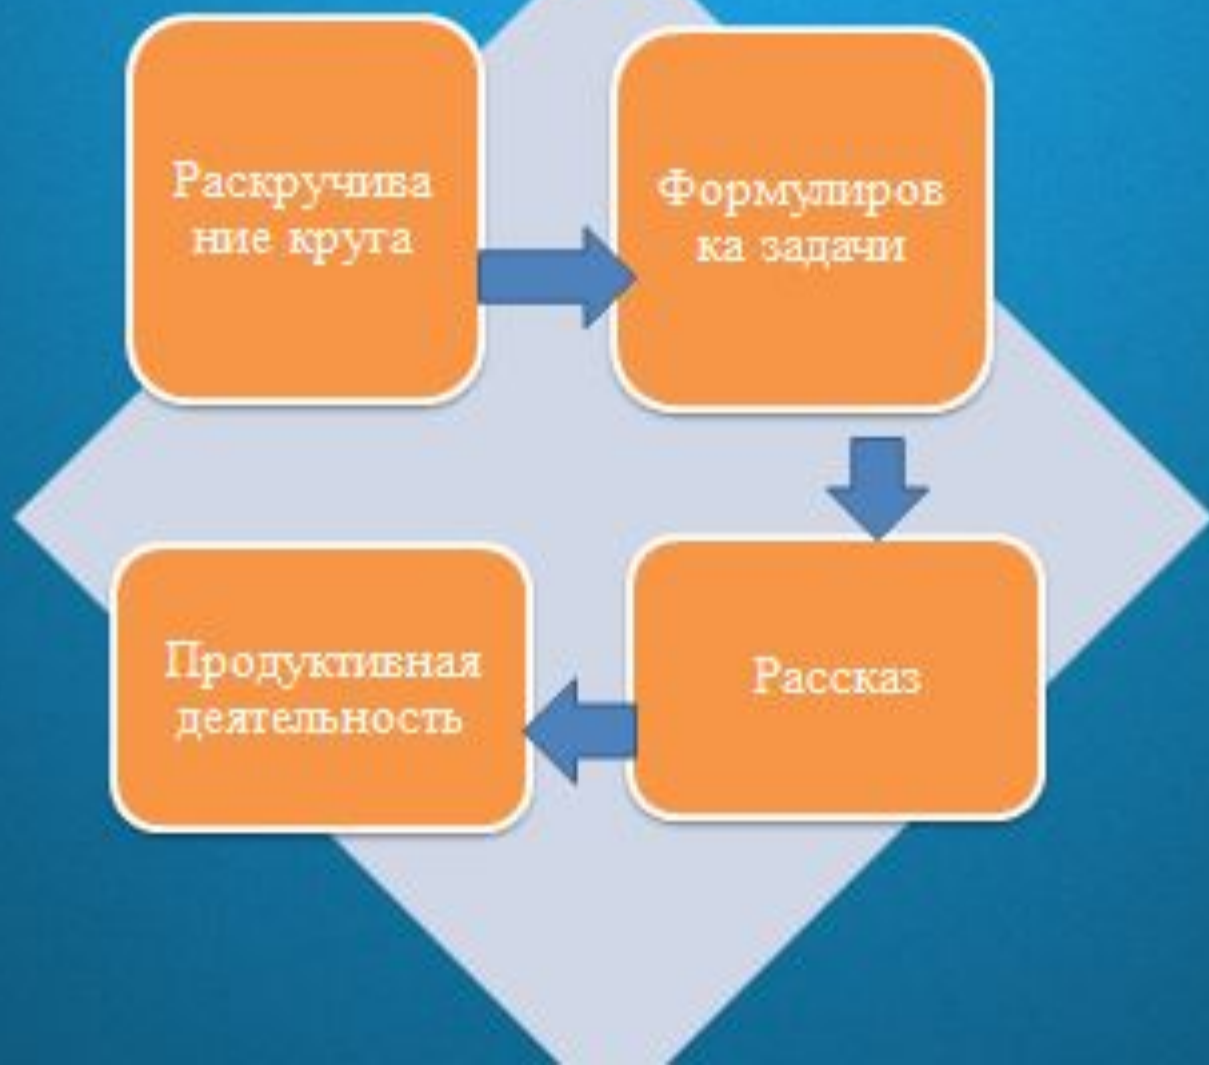 Раскручива
ние круга
Формулиров
ка задачи
Продуктивная
деятельность
Рассказ